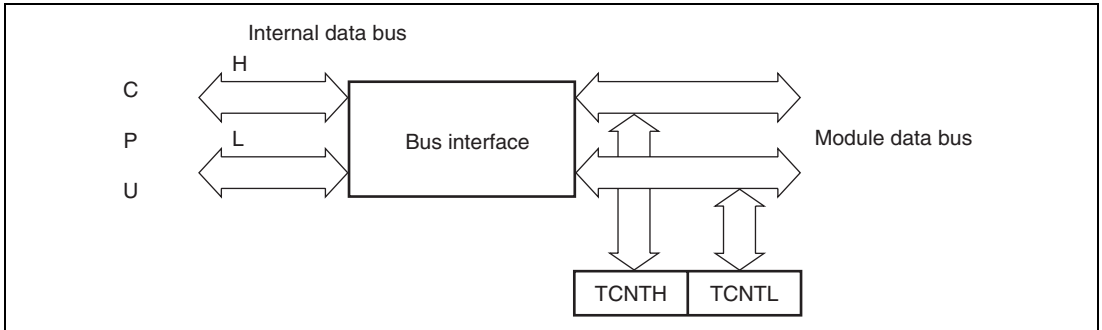 Internal data bus
H
C
P
L
Bus interface
Module data bus
U
TCNTH
TCNTL